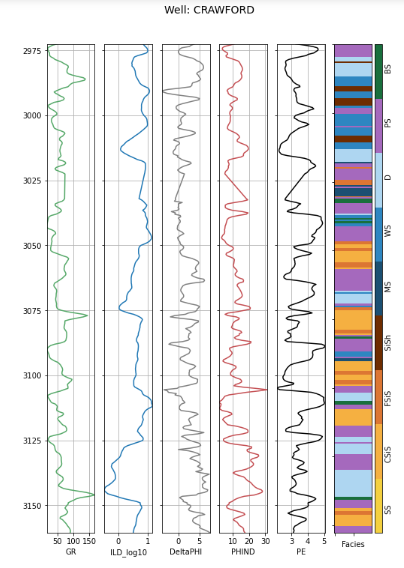 Well: CRAWFORD
2975
3000
3025
3050
3075
3100
3125
3150
50 100 150
GR
0 1
ILD_log10
0 5
DeltaPHI
10 20 30
PHIND
3 4 5
PE
Facies
BS
PS
D
WS
MS
SiSh
FSiS
CSiS
SS